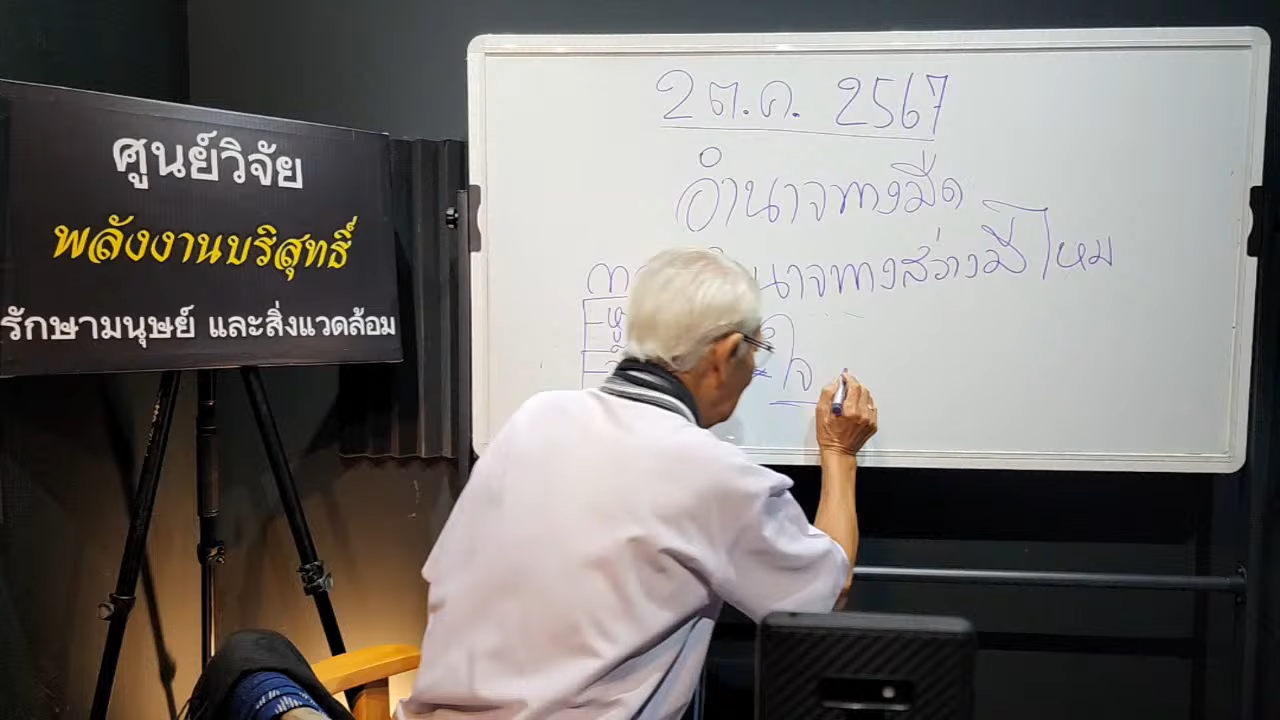 ศูนย์วิจัย
พลังงานบริสุทธิ์
รักษามนุษย์ และสิ่งแวดล้อม
2 ต.ค. 2567
อำนาจทางมืด
นาจทางสว่างมีไหม
ใจ